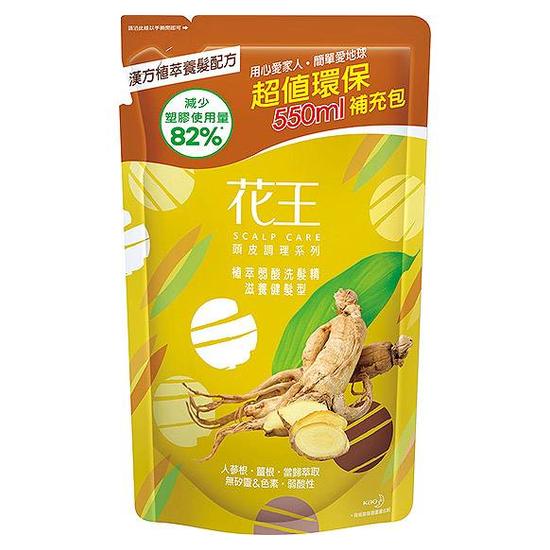 用心愛家人・簡單愛地球
漢方植萃養髮配方
超值環保
550ml補充包
減少
塑膠使用量
82%*
花王
SCALP CARE
頭皮調理系列
植萃弱酸洗髮精
滋養健髮型
人蔘根・薑根・當歸萃取
無矽靈&色素・弱酸性
Kao